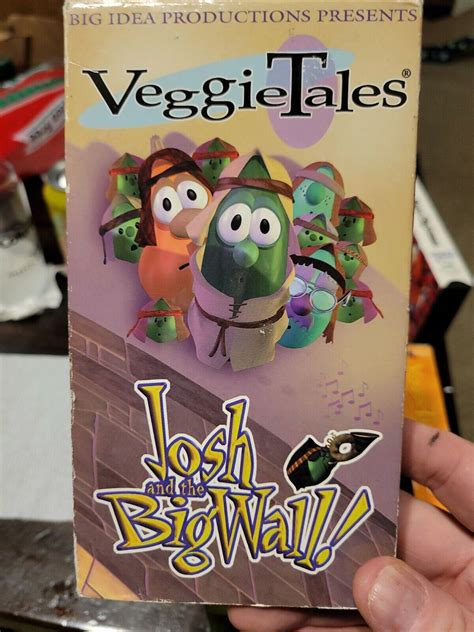 BIG IDEA PRODUCTIONS PRESENTS
VeggieTales®
Josh
and the
Big Wall!